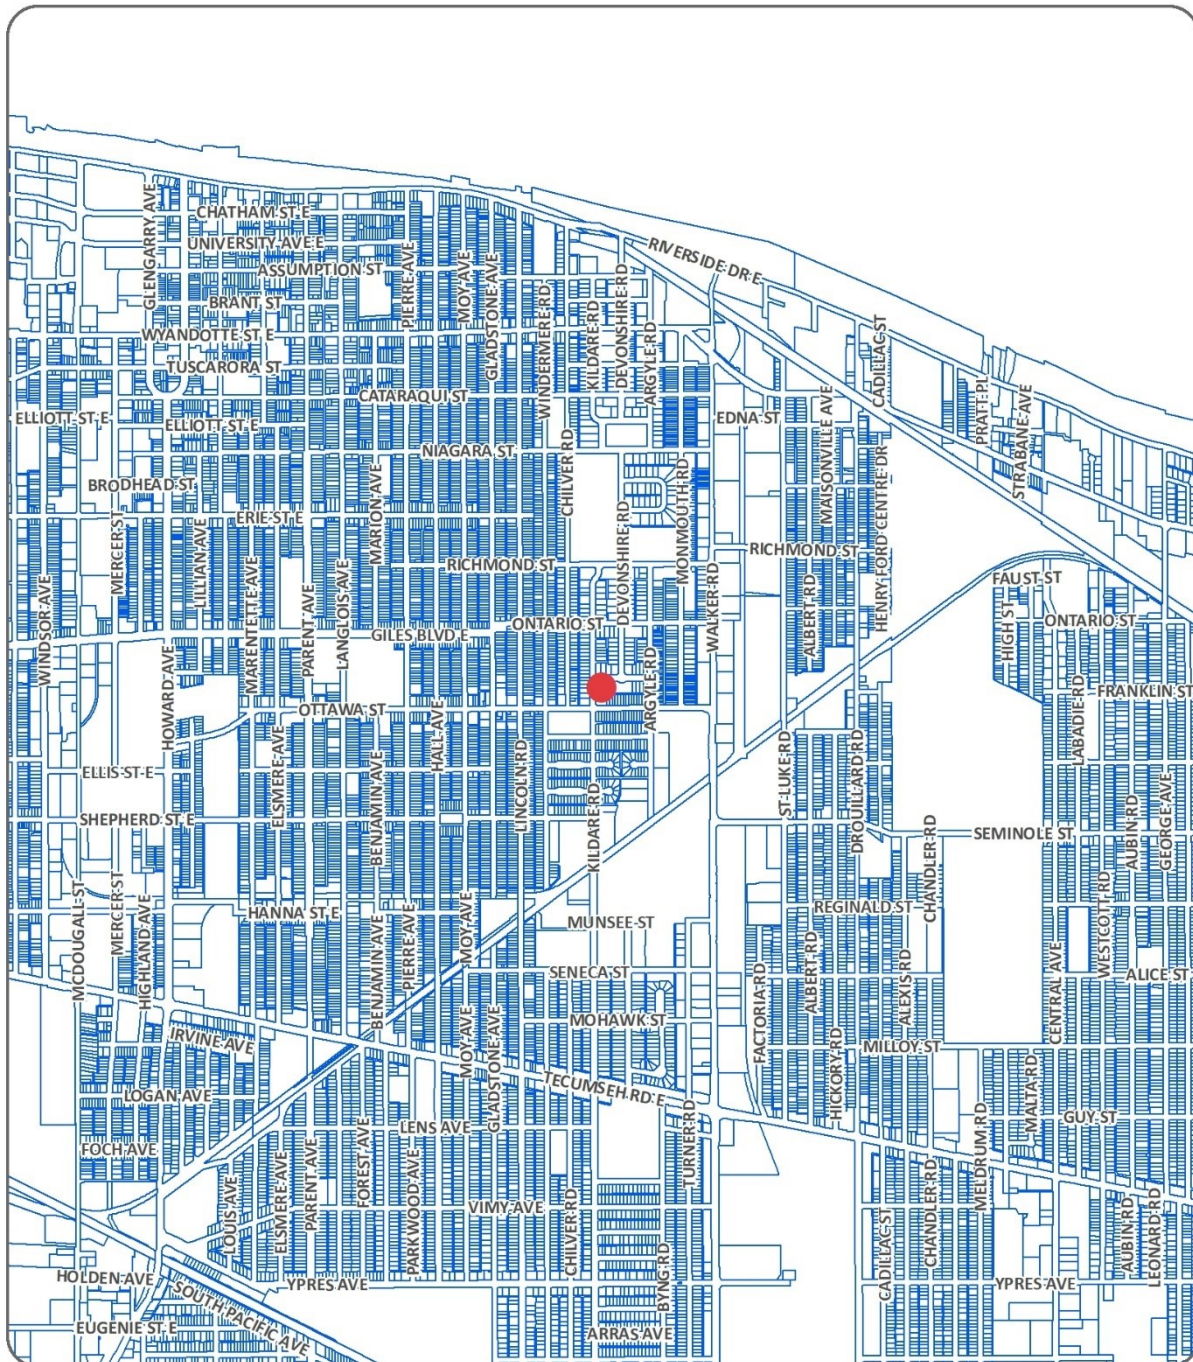 GLENGARRY AVE
CHATHAM ST E
UNIVERSITY AVE E
ASSUMPTION ST
BRANT ST
WYANDOTTE ST E
TUSCARORA ST
CATARAQUI ST
ELLIOTT ST E
ELLIOTT ST E
NIAGARA ST
BRODHEAD ST
ERIE ST E
RICHMOND ST
PIERRE AVE
MOY AVE
GLADSTONE AVE
WINDERMERE RD
KILDARE RD
DEVONSHIRE RD
ARGYLE RD
RIVERSIDE DR E
CADILLAC ST
PRATT PL
STRABANE AVE
EDNA ST
MAISONVILLE AVE
HENRY FORD CENTRE DR
CHILVER RD
MARION AVE
MERCER ST
LILLIAN AVE
MARENTETTE AVE
PARENT AVE
LANGLOIS AVE
WINDSOR AVE
DEVONSHIRE RD
MONMOUTH RD
WALKER RD
RICHMOND ST
ALBERT RD
FAUST ST
HIGH ST
ONTARIO ST
GILES BLVD E
ONTARIO ST
HOWARD AVE
ARGYLE RD
FRANKLIN ST
LABADIE RD
OTTAWA ST
HALL AVE
ELSMERE AVE
BENJAMIN AVE
LINCOLN RD
KILDARE RD
ELLIS ST E
SHEPHERD ST E
ST LUKE RD
DROUILLARD RD
CHANDLER RD
SEMINOLE ST
AUBIN RD
GEORGE AVE
MCDOUGALL ST
MERCER ST
HIGHLAND AVE
HANNA ST E
BENJAMIN AVE
PIERRE AVE
MOY AVE
MUNSEE ST
REGINALD ST
WESTCOTT RD
SENECA ST
ALBERT RD
ALEXIS RD
CENTRAL AVE
ALICE ST
FACTORIA RD
MOHAWK ST
IRVINE AVE
MOY AVE
GLADSTONE AVE
HICKORY RD
MILLOY ST
MALTA RD
TECUMSEH RD E
LOGAN AVE
GUY ST
LENS AVE
TURNER RD
MELDRUM RD
FOCH AVE
LOUIS AVE
ELSMERE AVE
PARENT AVE
FOREST AVE
PARKWOOD AVE
VIMY AVE
CHILVER RD
CADILLAC ST
CHANDLER RD
AUBIN RD
LEONARD RD
BYNG RD
HOLDEN AVE
SOUTH PACIFIC AVE
YPRES AVE
YPRES AVE
EUGENIE ST E
ARRAS AVE